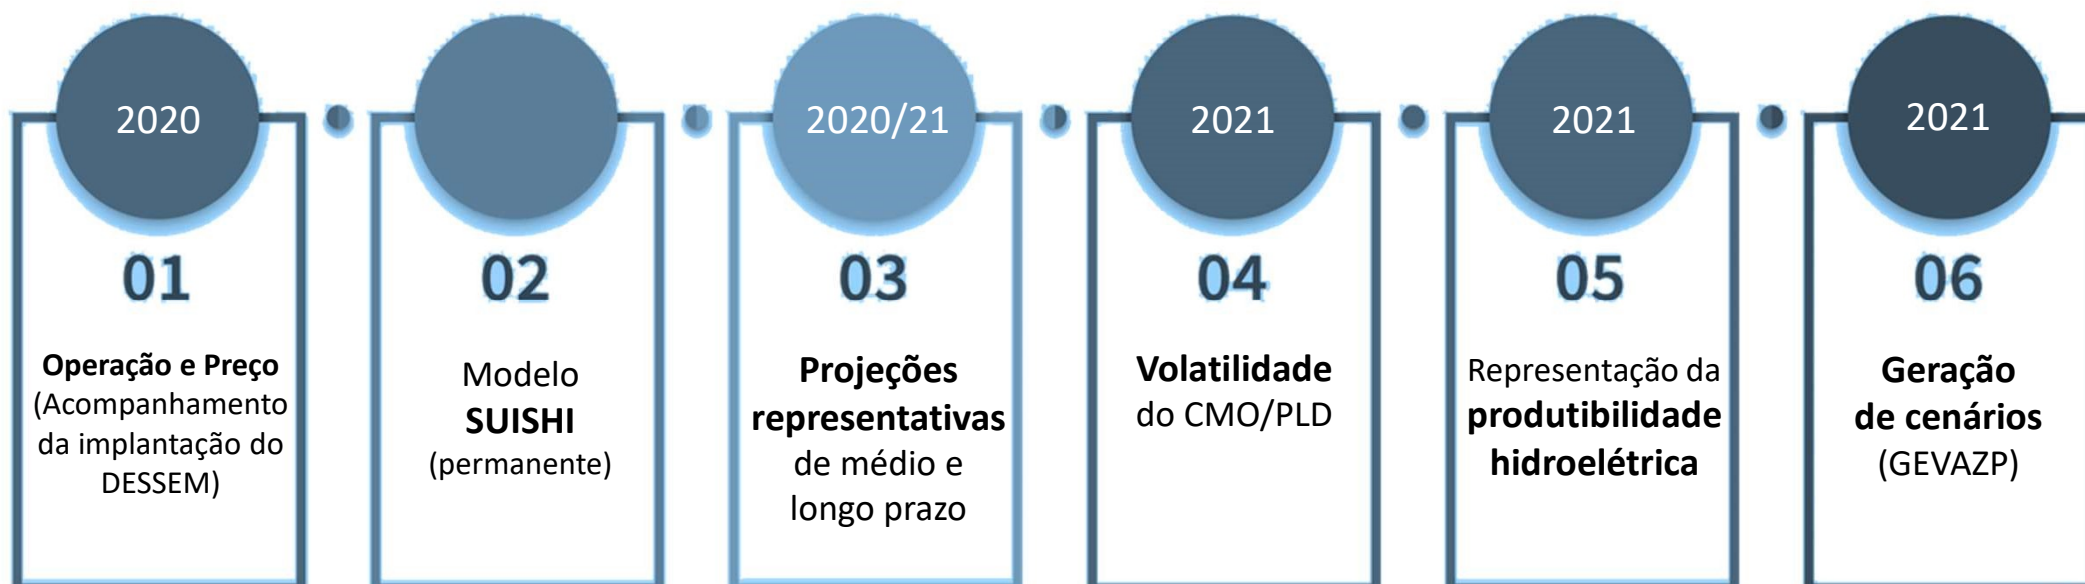 2020
01
Operação e Preço
(Acompanhamento
da implantação do
DESSEM)
02
Modelo
SUISHI
(permanente)
2020/21
03
Projeções
representativas
de médio e
longo prazo
2021
04
Volatilidade
do CMO/PLD
2021
05
Representação da
produtibilidade
hidroelétrica
2021
06
Geração
de cenários
(GEVAZP)